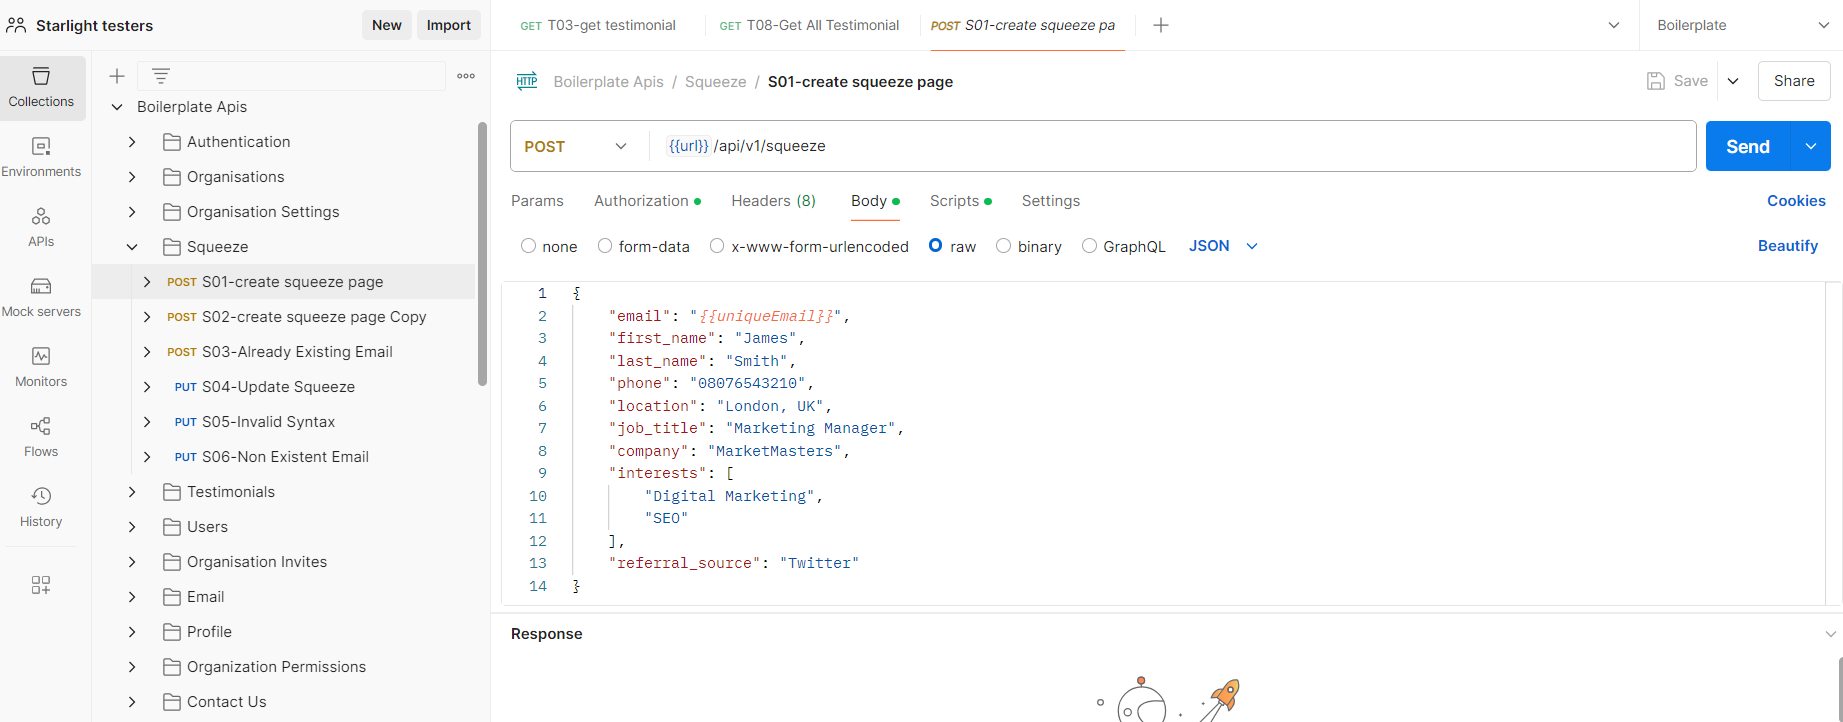 Starlight testers
New
Import
GET T03-get testimonial
GET T08-Get All Testimonial
POST S01-create squeeze pa
Boilerplate
Collections
Environments
APIs
Mock servers
Monitors
Flows
History
Boilerplate Apis
Authentication
Organisations
Organisation Settings
Squeeze
POST S01-create squeeze page
POST S02-create squeeze page Copy
POST S03-Already Existing Email
PUT S04-Update Squeeze
PUT S05-Invalid Syntax
PUT S06-Non Existent Email
Testimonials
Users
Organisation Invites
Email
Profile
Organization Permissions
Contact Us
HTTP Boilerplate Apis / Squeeze / S01-create squeeze page
Save
Share
POST
{{url}} /api/v1/squeeze
Send
Params
Authorization
Headers (8)
Body
Scripts
Settings
Cookies
none
form-data
x-www-form-urlencoded
raw
binary
GraphQL
JSON
Beautify
1 {
2 "email": "{{uniqueEmail}}",
3 "first_name": "James",
4 "last_name": "Smith",
5 "phone": "08076543210",
6 "location": "London, UK",
7 "job_title": "Marketing Manager",
8 "company": "MarketMasters",
9 "interests": [
10 "Digital Marketing",
11 "SEO"
12 ],
13 "referral_source": "Twitter"
14 }
Response